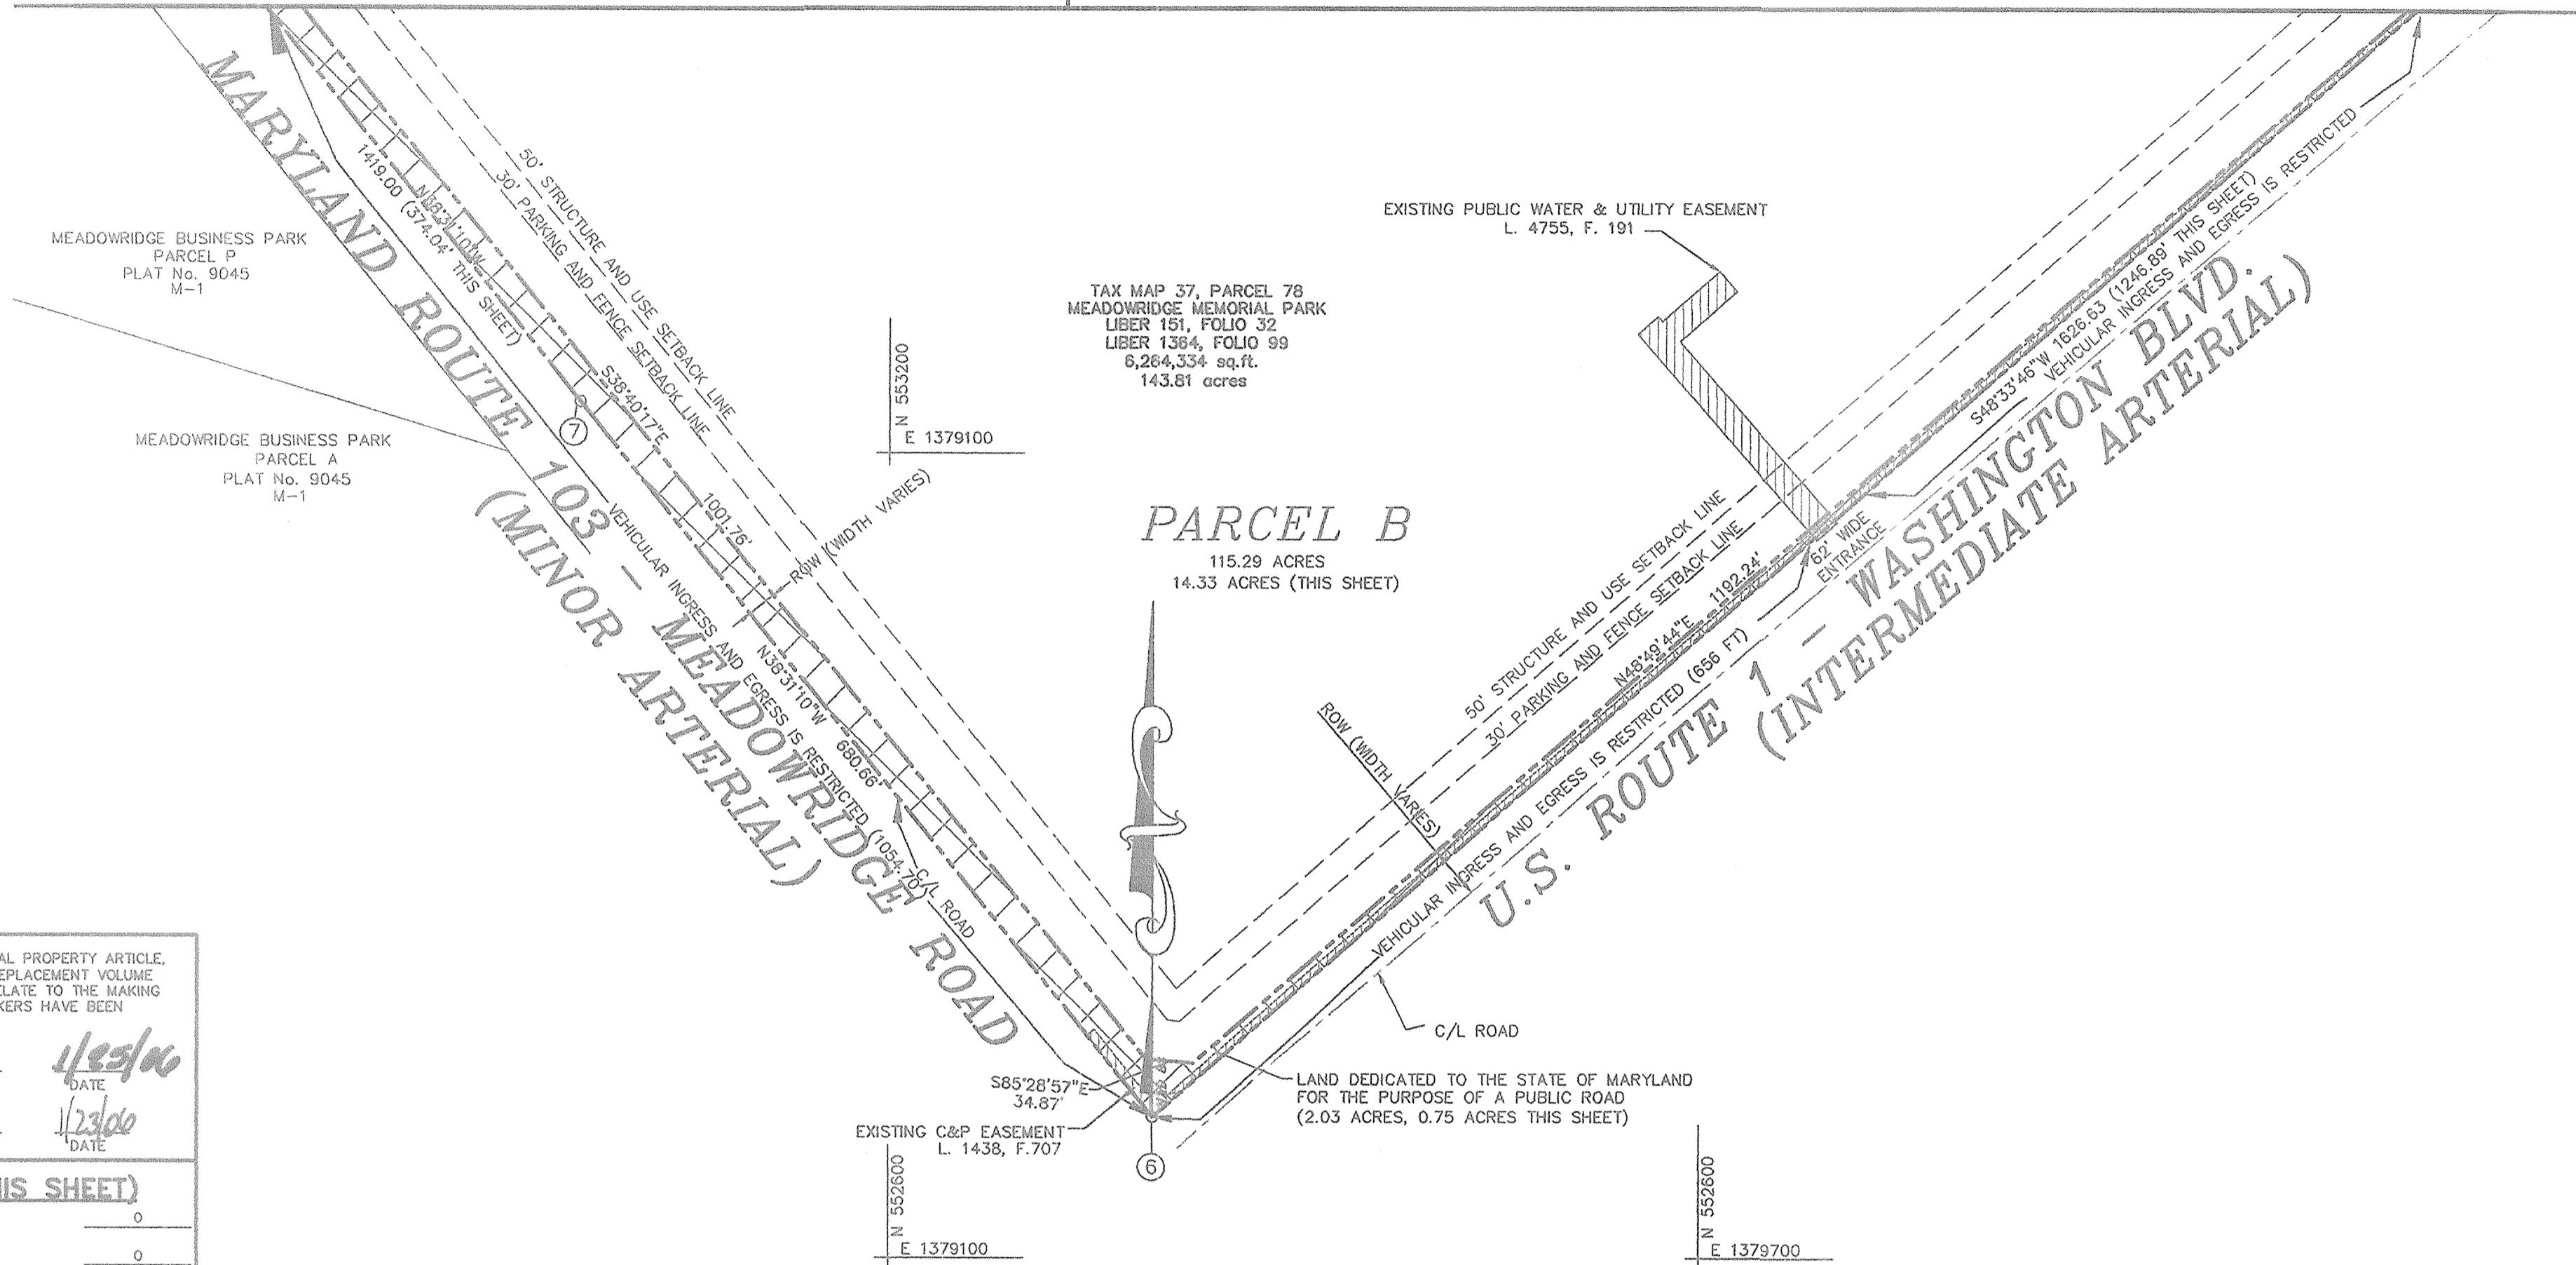 MARYLAND ROUTE 103 - MEADOWRIDGE ROAD
(MINOR ARTERIAL)
MEADOWRIDGE BUSINESS PARK
PARCEL P
PLAT No. 9045
M-1
MEADOWRIDGE BUSINESS PARK
PARCEL A
PLAT No. 9045
M-1
N38°31'10"W
1419.00 (374.04' THIS SHEET)
50' STRUCTURE AND USE SETBACK LINE
30' PARKING AND FENCE SETBACK LINE
7
S38°40'17"E
1001.76'
ROW (WIDTH VARIES)
VEHICULAR INGRESS AND EGRESS IS RESTRICTED (1054.70')
N38°31'10"W 680.66'
C/L ROAD
N 553200
E 1379100
TAX MAP 37, PARCEL 78
MEADOWRIDGE MEMORIAL PARK
LIBER 151, FOLIO 32
LIBER 1364, FOLIO 99
6,264,334 sq.ft.
143.81 acres
EXISTING PUBLIC WATER & UTILITY EASEMENT
L. 4755, F. 191
PARCEL B
115.29 ACRES
14.33 ACRES (THIS SHEET)
50' STRUCTURE AND USE SETBACK LINE
30' PARKING AND FENCE SETBACK LINE
N48°49'44"E 1192.24'
62' WIDE
ENTRANCE
S48°33'46"W 1626.63 (1246.89' THIS SHEET)
VEHICULAR INGRESS AND EGRESS IS RESTRICTED
VEHICULAR INGRESS AND EGRESS IS RESTRICTED (656 FT)
U.S. ROUTE 1 - WASHINGTON BLVD.
(INTERMEDIATE ARTERIAL)
ROW (WIDTH VARIES)
C/L ROAD
LAND DEDICATED TO THE STATE OF MARYLAND
FOR THE PURPOSE OF A PUBLIC ROAD
(2.03 ACRES, 0.75 ACRES THIS SHEET)
S85°28'57"E
34.87'
EXISTING C&P EASEMENT
L. 1438, F.707
6
N 552600
E 1379100
N 552600
E 1379700
AL PROPERTY ARTICLE,
EPLACEMENT VOLUME
ELATE TO THE MAKING
KERS HAVE BEEN
1/25/06
DATE
1/23/06
DATE
HIS SHEET)
0
0